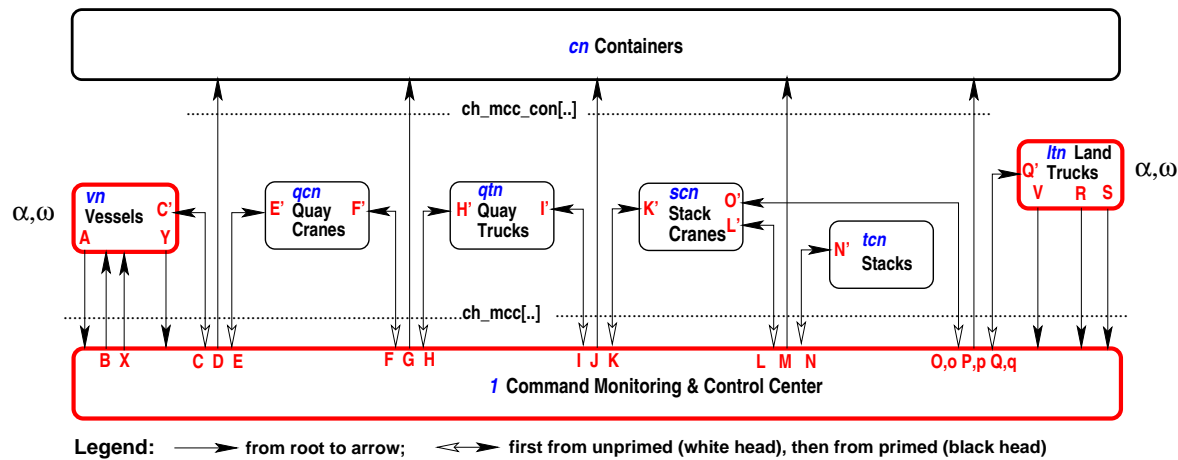 cn Containers
ch_mcc_con[..]
α,ω
vn
Vessels
C'
A
Y
qcn
E' Quay F'
Cranes
qtn
H' Quay I'
Trucks
scn
K' Stack O'
Cranes L'
tcn
N' Stacks
ltn Land
Q' Trucks
V R S
α,ω
ch_mcc[..]
B X C D E F G H I J K L M N O,o P,p Q,q
1 Command Monitoring & Control Center
Legend: from root to arrow; first from unprimed (white head), then from primed (black head)